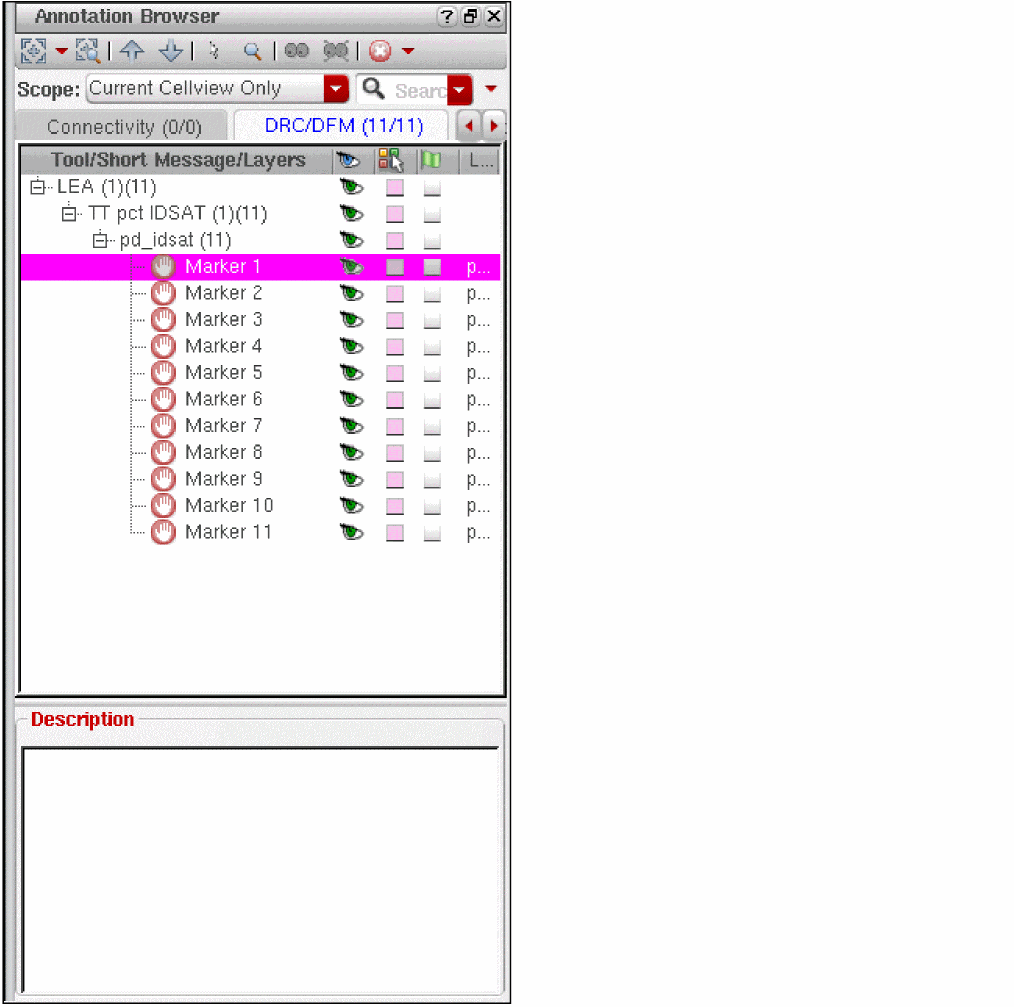 Annotation Browser
Scope: Current Cellview Only Searc
Connectivity (0/0) DRC/DFM (11/11)
Tool/Short Message/Layers L...
LEA (1)(11)
TT pct IDSAT (1)(11)
pd_idsat (11)
Marker 1 p...
Marker 2 p...
Marker 3 p...
Marker 4 p...
Marker 5 p...
Marker 6 p...
Marker 7 p...
Marker 8 p...
Marker 9 p...
Marker 10 p...
Marker 11 p...
Description